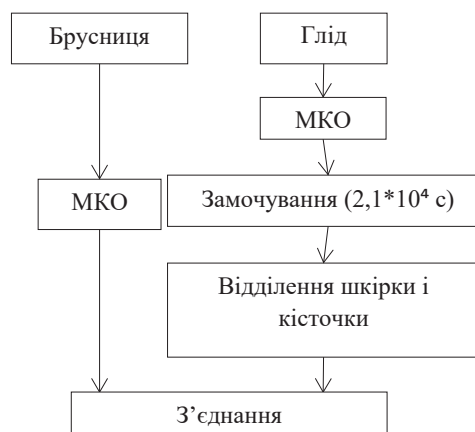 Брусниця
Глід
МКО
МКО
Замочування (2,1*10⁴ с)
Відділення шкірки і
кісточки
З’єднання